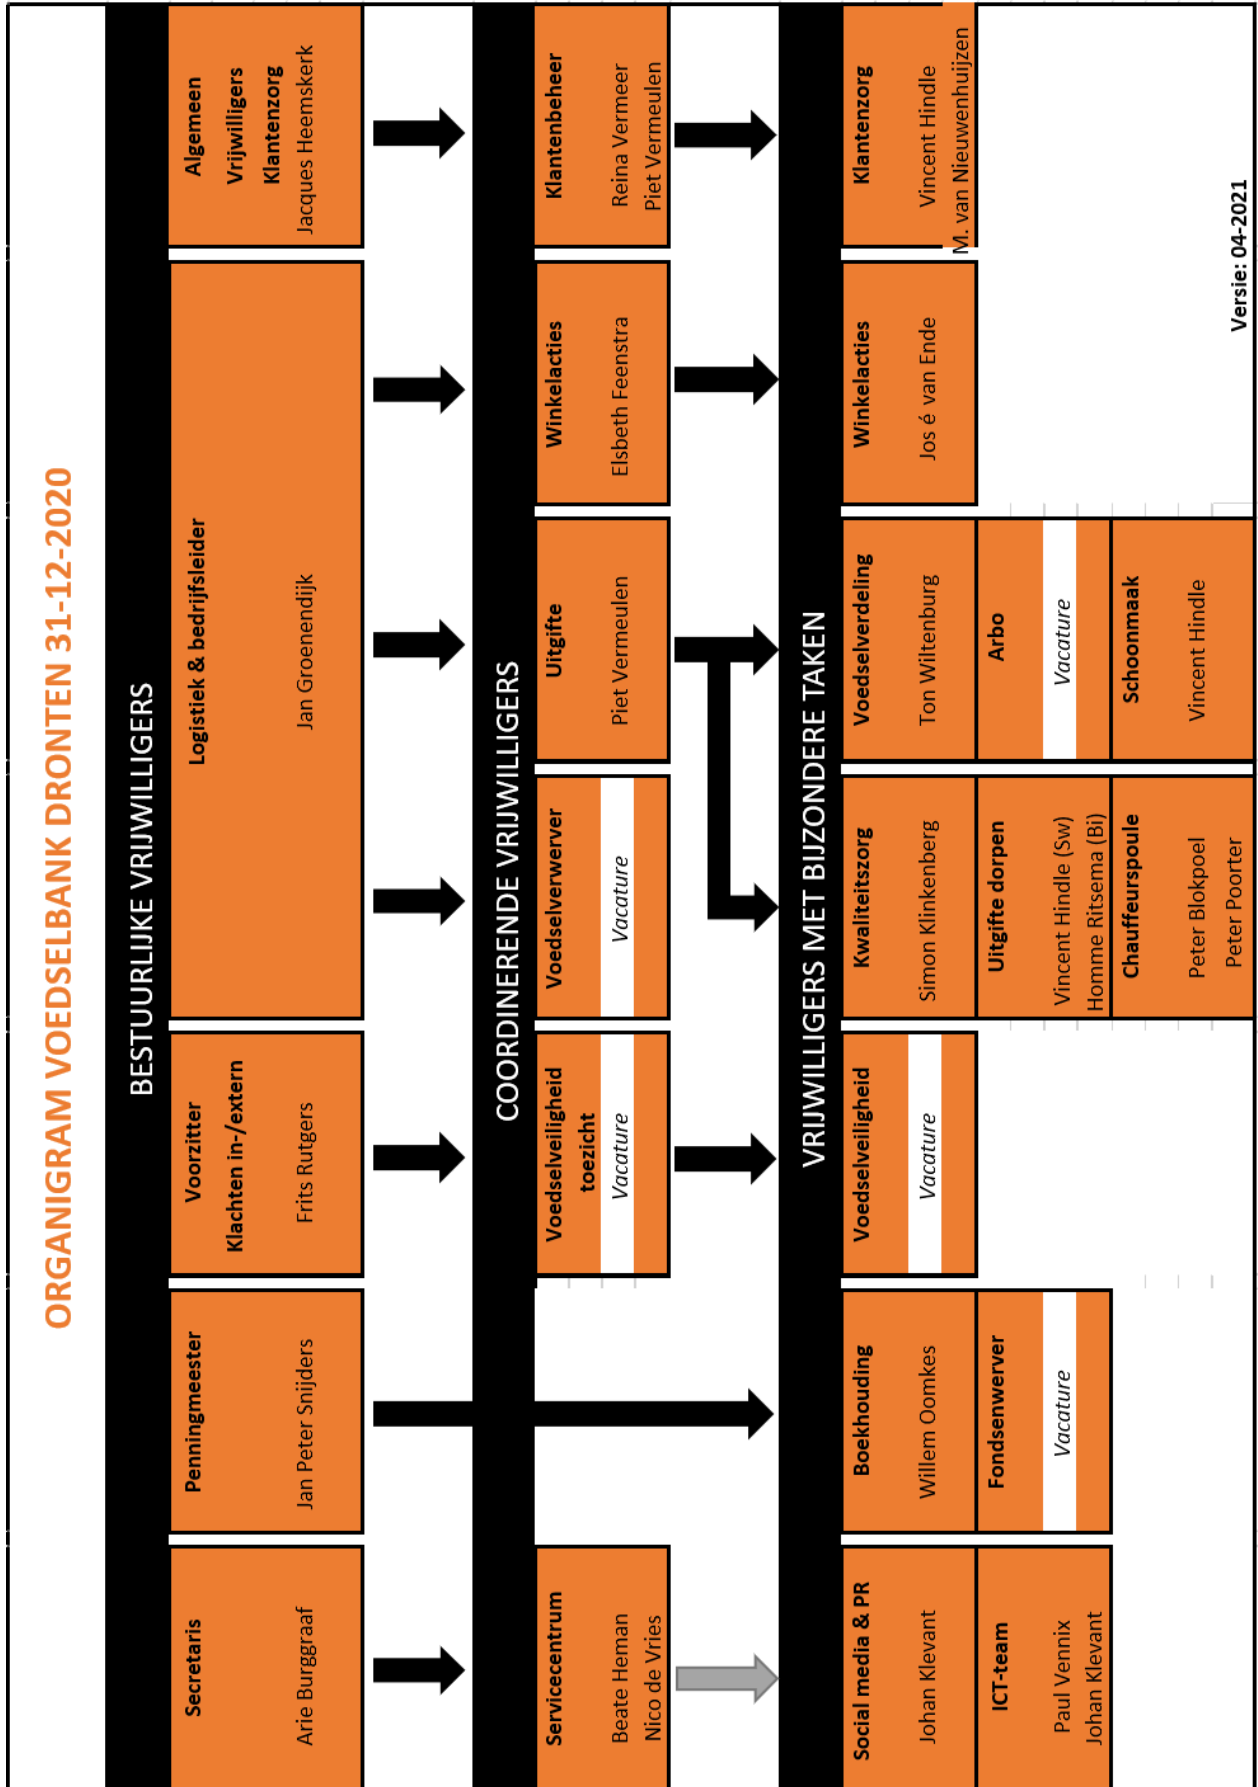 ORGANIGRAM VOEDSELBANK DRONTEN 31-12-2020
BESTUURLIJKE VRIJWILLIGERS
Secretaris
Arie Burggraaf
Penningmeester
Jan Peter Snijders
Voorzitter
Klachten in-/extern
Frits Rutgers
Logistiek & bedrijfsleider
Jan Groenendijk
Algemeen
Vrijwilligers
Klantenzorg
Jacques Heemskerk
COORDINERENDE VRIJWILLIGERS
Servicecentrum
Beate Heman
Nico de Vries
Voedselveiligheid
toezicht
Vacature
Voedselverwerver
Vacature
Uitgifte
Piet Vermeulen
Winkelacties
Elsbeth Feenstra
Klantenbeheer
Reina Vermeer
Piet Vermeulen
VRIJWILLIGERS MET BIJZONDERE TAKEN
Social media & PR
Johan Klevant
ICT-team
Paul Vennix
Johan Klevant
Boekhouding
Willem Oomkes
Fondsenwerver
Vacature
Voedselveiligheid
Vacature
Kwaliteitszorg
Simon Klinkenberg
Uitgifte dorpen
Vincent Hindle (Sw)
Homme Ritsema (Bi)
Chauffeurspoule
Peter Blokpoel
Peter Poorter
Voedselverdeling
Ton Wiltenburg
Arbo
Vacature
Schoonmaak
Vincent Hindle
Winkelacties
Jos é van Ende
Klantenzorg
Vincent Hindle
M. van Nieuwenhuijzen
Versie: 04-2021